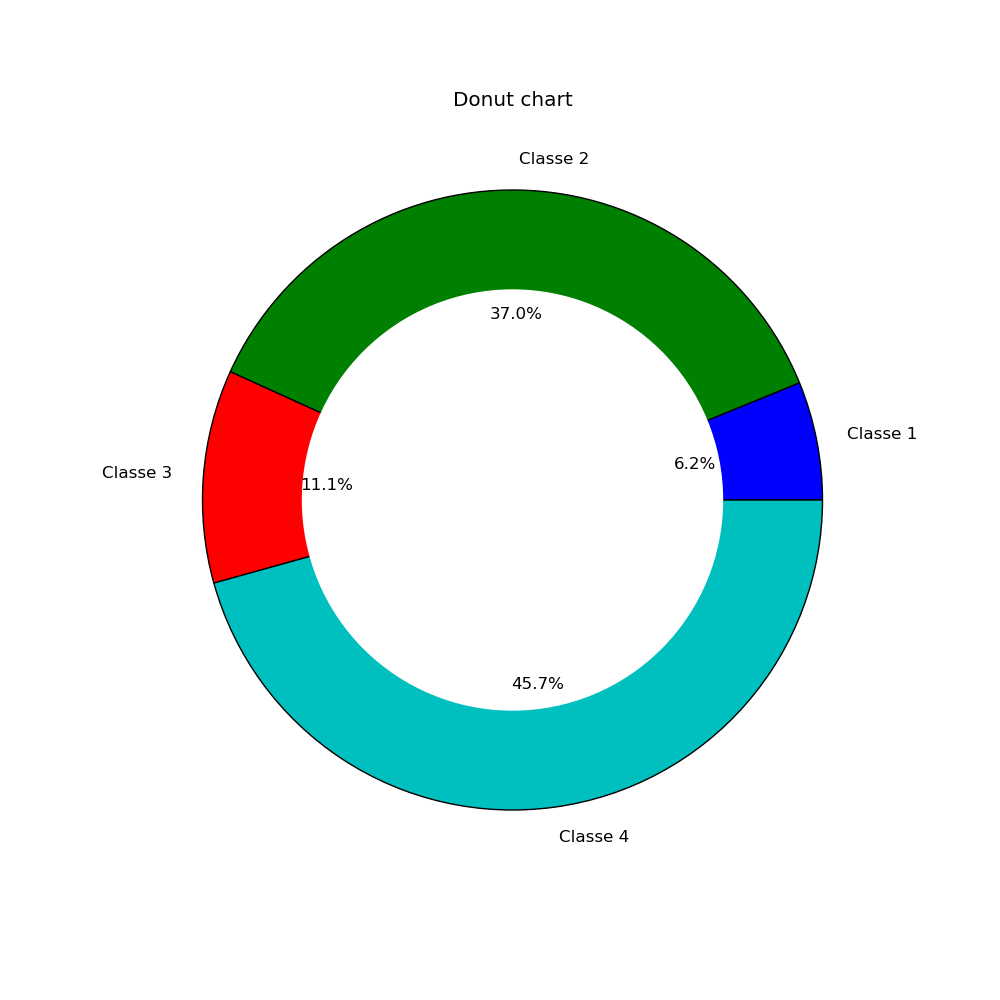 Donut chart
Classe 2
37.0%
Classe 1
6.2%
Classe 3
11.1%
45.7%
Classe 4